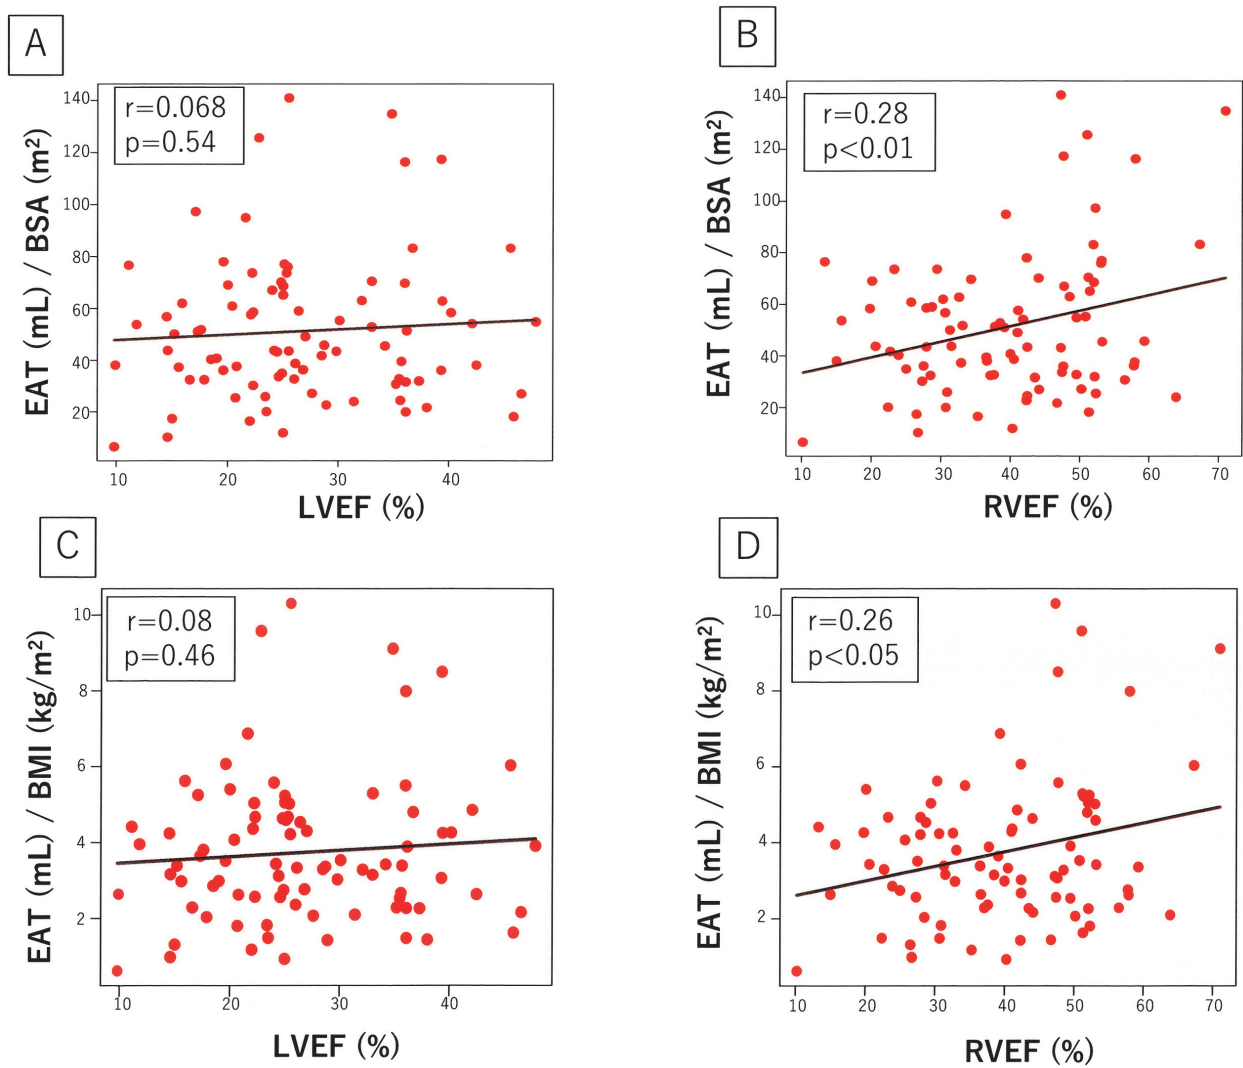 A
r=0.068
p=0.54
EAT (mL) / BSA (m²)
140
120
100
80
60
40
20
10 20 30 40
LVEF (%)
B
r=0.28
p<0.01
EAT (mL) / BSA (m²)
140
120
100
80
60
40
20
10 20 30 40 50 60 70
RVEF (%)
C
r=0.08
p=0.46
EAT (mL) / BMI (kg/m²)
10
8
6
4
2
10 20 30 40
LVEF (%)
D
r=0.26
p<0.05
EAT (mL) / BMI (kg/m²)
10
8
6
4
2
10 20 30 40 50 60 70
RVEF (%)